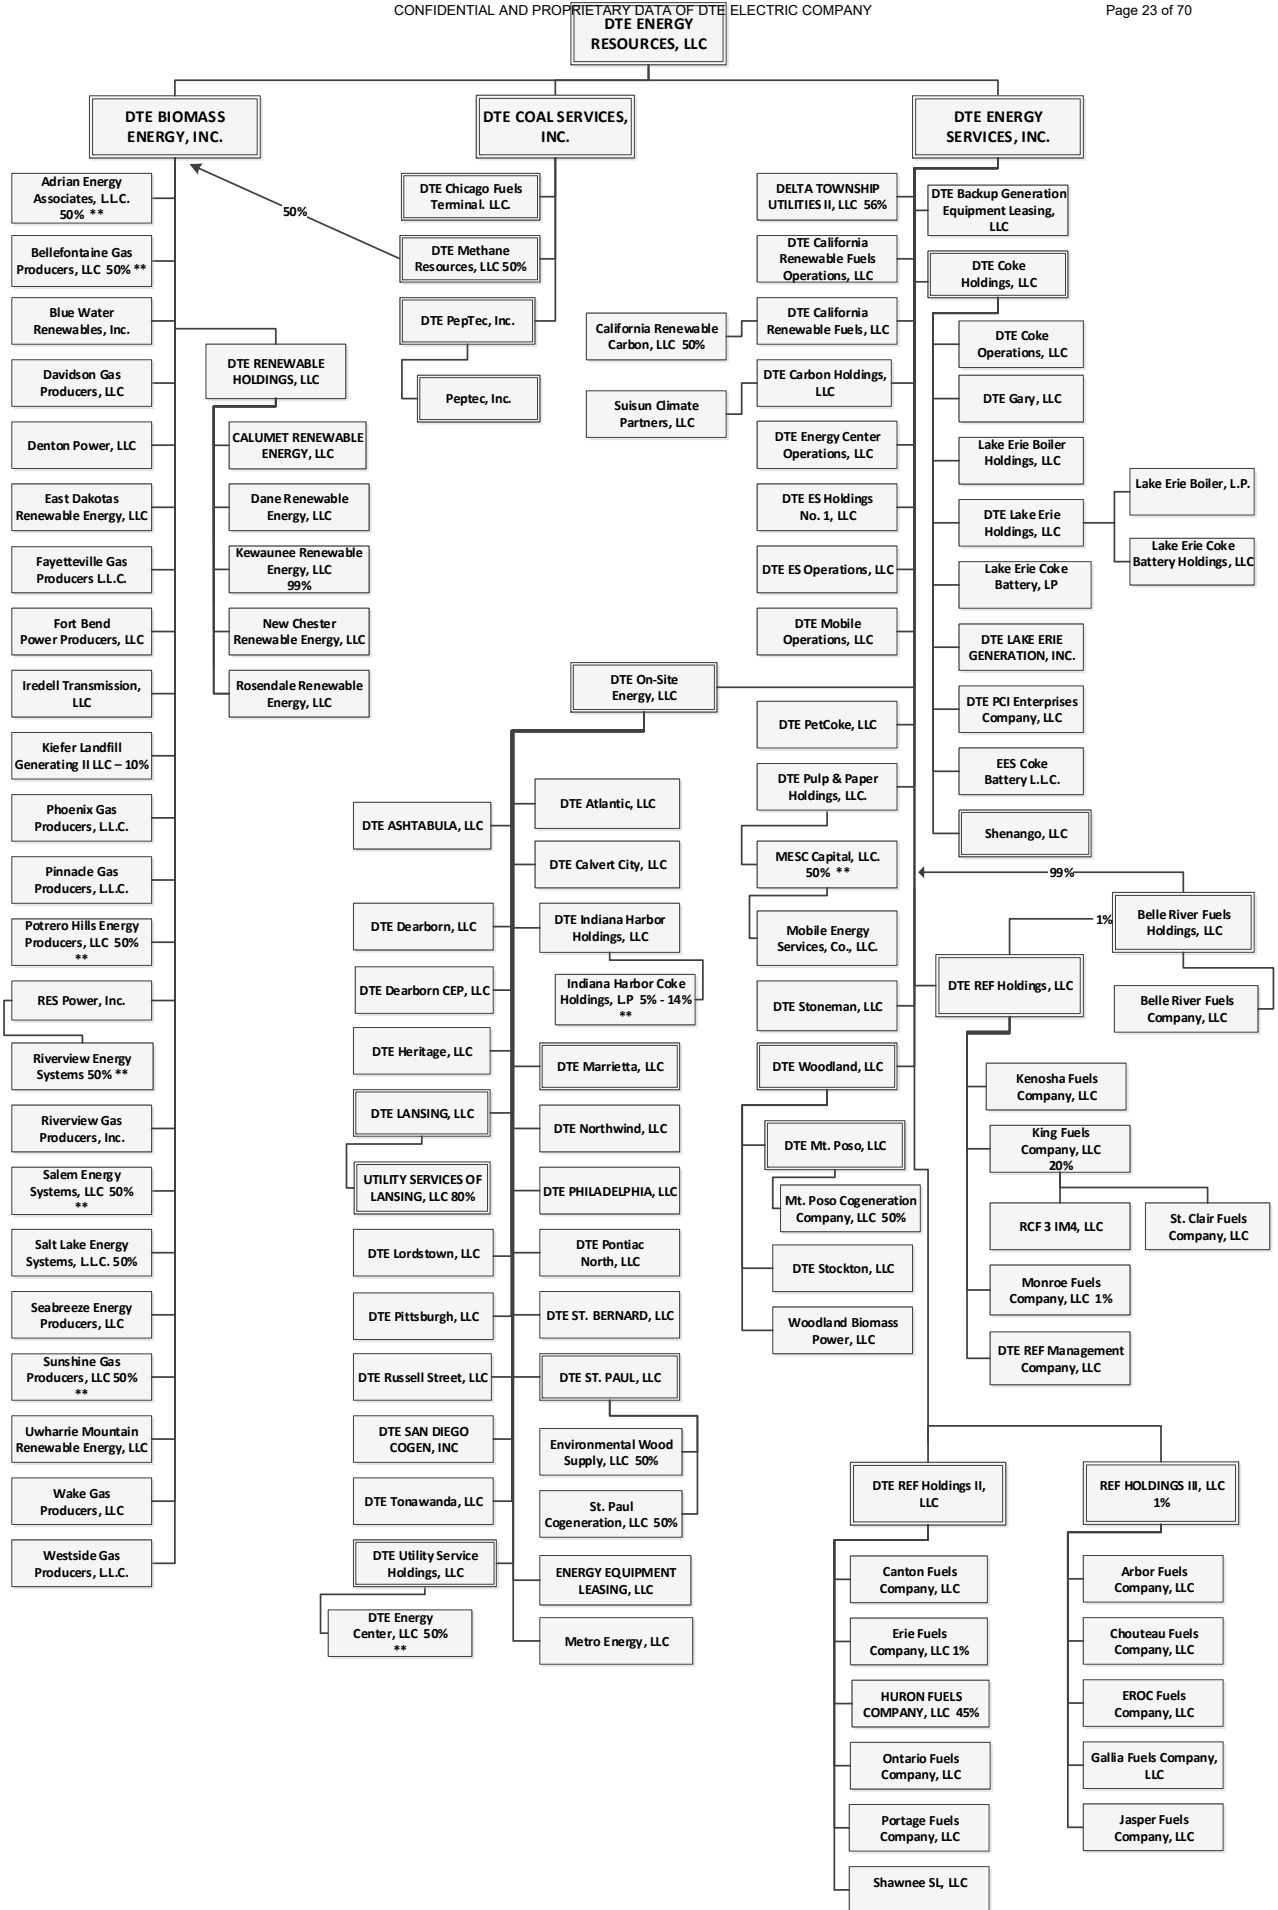 CONFIDENTIAL AND PROPRIETARY DATA OF DTE ELECTRIC COMPANY
Page 23 of 70
DTE ENERGY
RESOURCES, LLC
DTE BIOMASS
ENERGY, INC.
DTE COAL SERVICES,
INC.
DTE ENERGY
SERVICES, INC.
Adrian Energy
Associates, L.L.C.
50% **
Bellefontaine Gas
Producers, LLC 50% **
Blue Water
Renewables, Inc.
Davidson Gas
Producers, LLC
Denton Power, LLC
East Dakotas
Renewable Energy, LLC
Fayetteville Gas
Producers L.L.C.
Fort Bend
Power Producers, LLC
Iredell Transmission,
LLC
Kiefer Landfill
Generating II LLC – 10%
Phoenix Gas
Producers, L.L.C.
Pinnacle Gas
Producers, L.L.C.
Potrero Hills Energy
Producers, LLC 50%
**
RES Power, Inc.
Riverview Energy
Systems 50% **
Riverview Gas
Producers, Inc.
Salem Energy
Systems, LLC 50%
**
Salt Lake Energy
Systems, L.L.C. 50%
Seabreeze Energy
Producers, LLC
Sunshine Gas
Producers, LLC 50%
**
Uwharrie Mountain
Renewable Energy, LLC
Wake Gas
Producers, LLC
Westside Gas
Producers, L.L.C.
DTE RENEWABLE
HOLDINGS, LLC
CALUMET RENEWABLE
ENERGY, LLC
Dane Renewable
Energy, LLC
Kewaunee Renewable
Energy, LLC
99%
New Chester
Renewable Energy, LLC
Rosendale Renewable
Energy, LLC
50%
DTE Chicago Fuels
Terminal. LLC.
DTE Methane
Resources, LLC 50%
DTE PepTec, Inc.
Peptec, Inc.
DELTA TOWNSHIP
UTILITIES II, LLC 56%
DTE California
Renewable Fuels
Operations, LLC
DTE California
Renewable Fuels, LLC
California Renewable
Carbon, LLC 50%
DTE Carbon Holdings,
LLC
Suisun Climate
Partners, LLC
DTE Energy Center
Operations, LLC
DTE ES Holdings
No. 1, LLC
DTE ES Operations, LLC
DTE Mobile
Operations, LLC
DTE On-Site
Energy, LLC
DTE PetCoke, LLC
DTE Pulp & Paper
Holdings, LLC.
MESC Capital, LLC.
50% **
Mobile Energy
Services, Co., LLC.
DTE Stoneman, LLC
DTE Woodland, LLC
DTE Mt. Poso, LLC
Mt. Poso Cogeneration
Company, LLC 50%
DTE Stockton, LLC
Woodland Biomass
Power, LLC
DTE ASHTABULA, LLC
DTE Dearborn, LLC
DTE Dearborn CEP, LLC
DTE Heritage, LLC
DTE LANSING, LLC
UTILITY SERVICES OF
LANSING, LLC 80%
DTE Lordstown, LLC
DTE Pittsburgh, LLC
DTE Russell Street, LLC
DTE SAN DIEGO
COGEN, INC
DTE Tonawanda, LLC
DTE Utility Service
Holdings, LLC
DTE Energy
Center, LLC 50%
**
DTE Atlantic, LLC
DTE Calvert City, LLC
DTE Indiana Harbor
Holdings, LLC
Indiana Harbor Coke
Holdings, L.P 5% - 14%
**
DTE Marrietta, LLC
DTE Northwind, LLC
DTE PHILADELPHIA, LLC
DTE Pontiac
North, LLC
DTE ST. BERNARD, LLC
DTE ST. PAUL, LLC
Environmental Wood
Supply, LLC 50%
St. Paul
Cogeneration, LLC 50%
ENERGY EQUIPMENT
LEASING, LLC
Metro Energy, LLC
DTE Backup Generation
Equipment Leasing,
LLC
DTE Coke
Holdings, LLC
DTE Coke
Operations, LLC
DTE Gary, LLC
Lake Erie Boiler
Holdings, LLC
DTE Lake Erie
Holdings, LLC
Lake Erie Boiler, L.P.
Lake Erie Coke
Battery Holdings, LLC
Lake Erie Coke
Battery, LP
DTE LAKE ERIE
GENERATION, INC.
DTE PCI Enterprises
Company, LLC
EES Coke
Battery L.L.C.
Shenango, LLC
99%
1%
Belle River Fuels
Holdings, LLC
Belle River Fuels
Company, LLC
DTE REF Holdings, LLC
Kenosha Fuels
Company, LLC
King Fuels
Company, LLC
20%
RCF 3 IM4, LLC
St. Clair Fuels
Company, LLC
Monroe Fuels
Company, LLC 1%
DTE REF Management
Company, LLC
DTE REF Holdings II,
LLC
Canton Fuels
Company, LLC
Erie Fuels
Company, LLC 1%
HURON FUELS
COMPANY, LLC 45%
Ontario Fuels
Company, LLC
Portage Fuels
Company, LLC
Shawnee SL, LLC
REF HOLDINGS III, LLC
1%
Arbor Fuels
Company, LLC
Chouteau Fuels
Company, LLC
EROC Fuels
Company, LLC
Gallia Fuels Company,
LLC
Jasper Fuels
Company, LLC